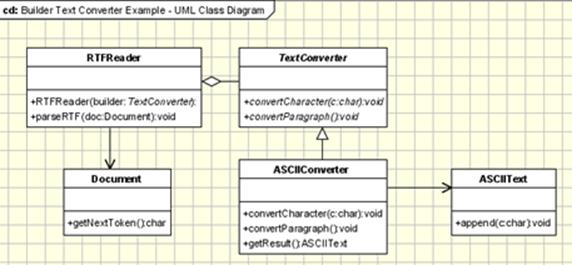 cd: Builder Text Converter Example - UML Class Diagram
RTFReader
+RTFReader(builder: TextConverter):
+parseRTF(doc:Document):void
TextConverter
+convertCharacter(c:char):void
+convertParagraph():void
Document
+getNextToken():char
ASCIIConverter
+convertCharacter(c:char):void
+convertParagraph():void
+getResult():ASCIIText
ASCIIText
+append(c:char):void